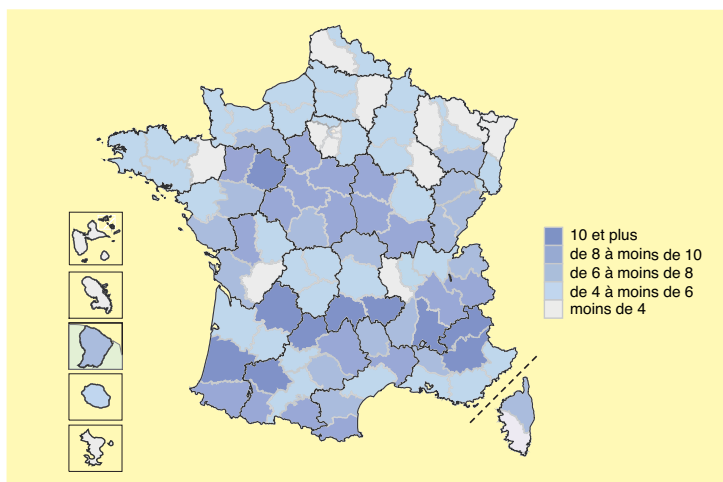 10 et plus
de 8 à moins de 10
de 6 à moins de 8
de 4 à moins de 6
moins de 4